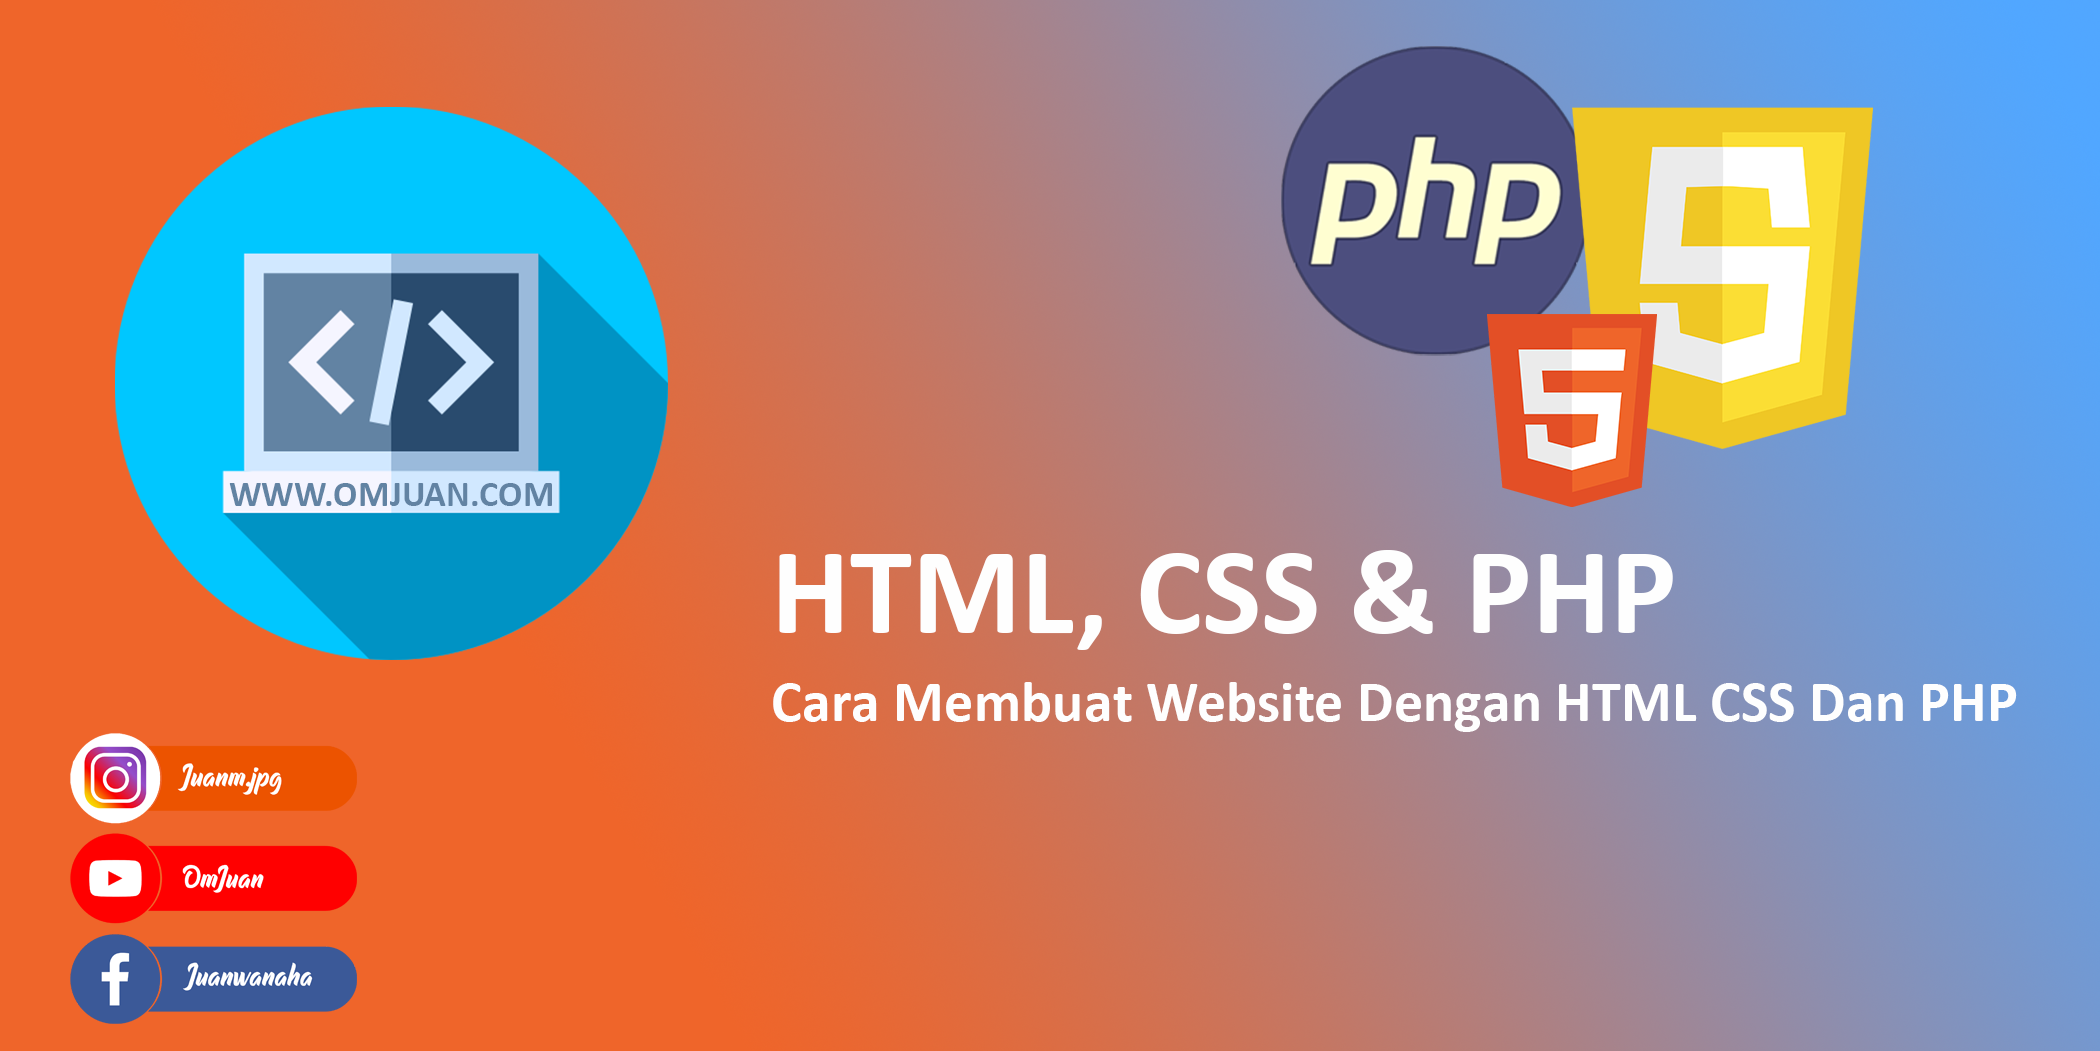 php
WWW.OMJUAN.COM
HTML, CSS & PHP
Cara Membuat Website Dengan HTML CSS Dan PHP
Juanm.jpg
OmJuan
Juanwanaha